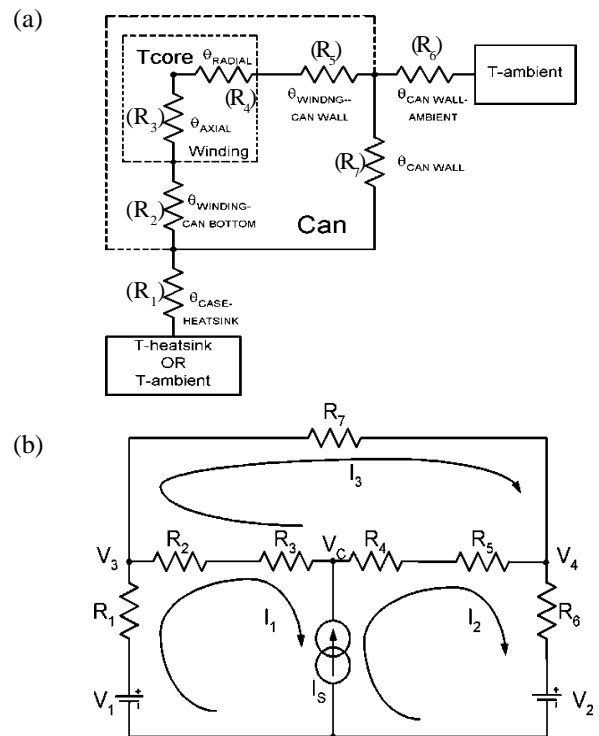 (a)
Tcore
θRADIAL
(R4)
(R5)
θWINDNG--
CAN WALL
(R6)
θCAN WALL-
AMBIENT
T-ambient
(R3)
θAXIAL
Winding
(R7)
θCAN WALL
(R2)
θWINDING-
CAN BOTTOM
Can
(R1)
θCASE-
HEATSINK
T-heatsink
OR
T-ambient
(b)
R7
I3
V3
R2
R3
VC
R4
R5
V4
R1
I1
I2
R6
IS
V1
+
V2
+